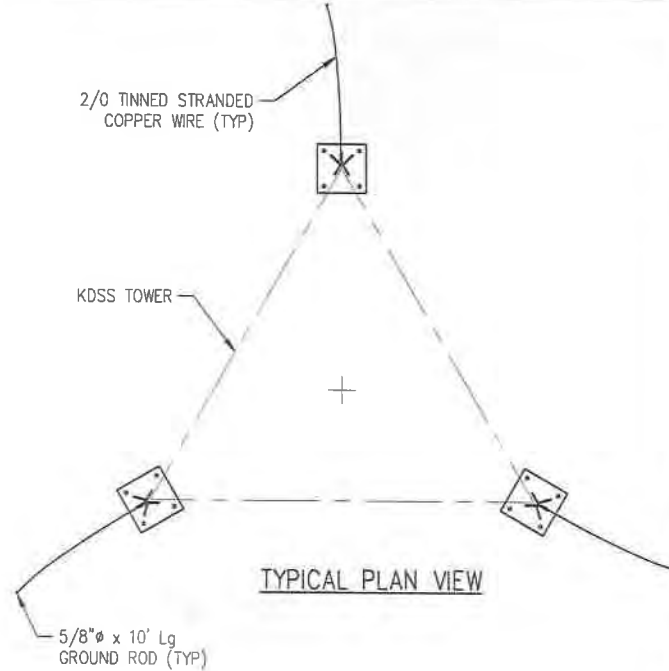 2/0 TINNED STRANDED
COPPER WIRE (TYP)
KDSS TOWER
TYPICAL PLAN VIEW
5/8"ø x 10' Lg
GROUND ROD (TYP)